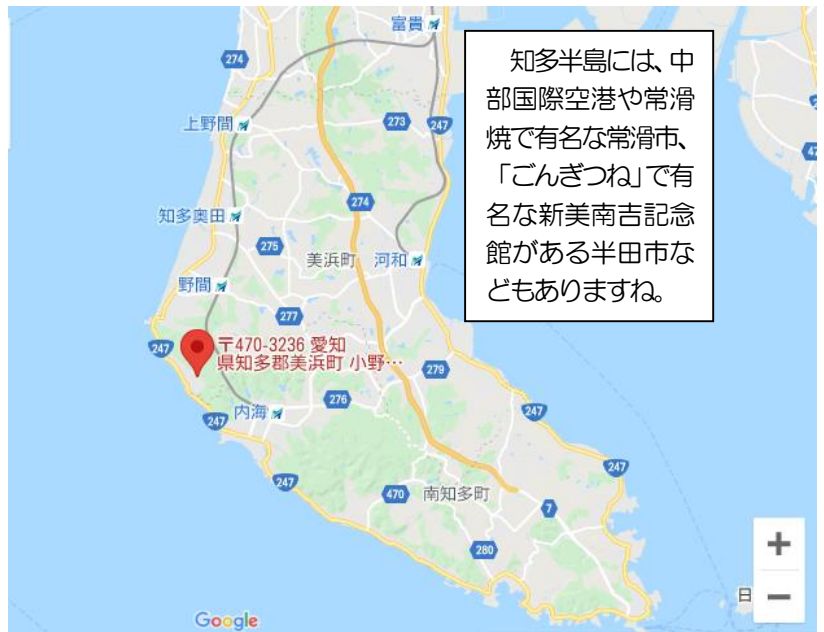 富貴
274
知多半島には、中
部国際空港や常滑
焼で有名な常滑市、
「ごんぎつね」で有
名な新美南吉記念
館がある半田市な
どもありますね。
上野間
273
247
47
知多奥田
274
275
美浜町
河和
野間
277
247
〒470-3236 愛知
県知多郡美浜町 小野…
279
内海
276
247
247
247
247
470
南知多町
7
280
+
日
−
Google